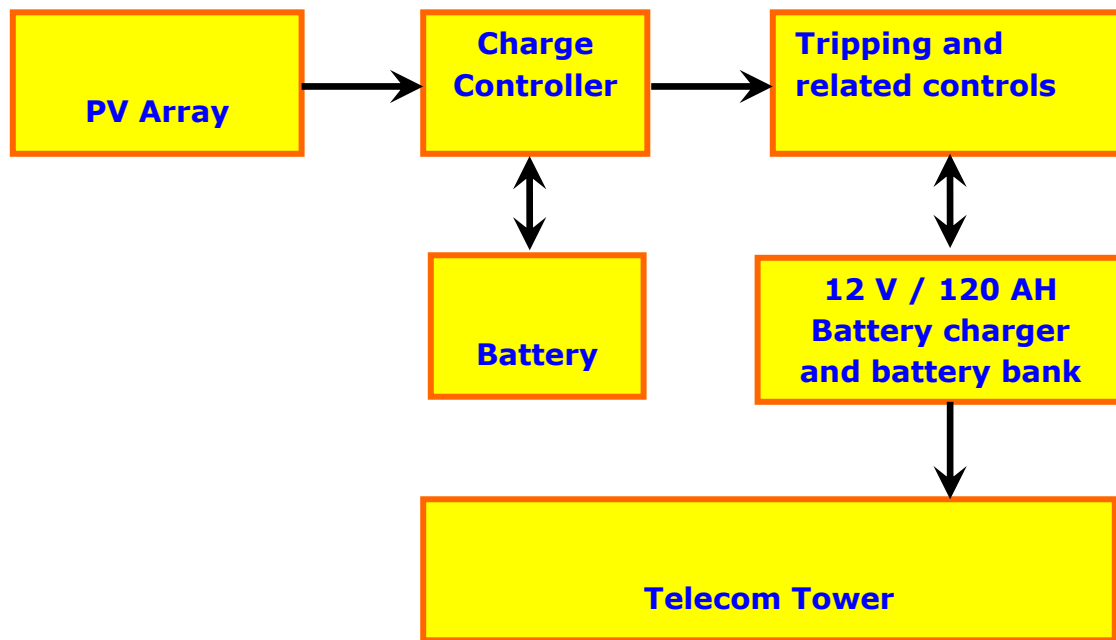 PV Array
Charge
Controller
Tripping and
related controls
Battery
12 V / 120 AH
Battery charger
and battery bank
Telecom Tower